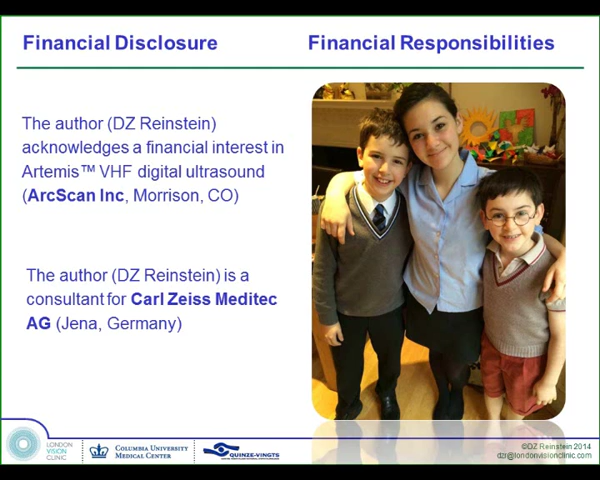 Financial Disclosure
Financial Responsibilities
The author (DZ Reinstein)
acknowledges a financial interest in
Artemis™ VHF digital ultrasound
(ArcScan Inc, Morrison, CO)
The author (DZ Reinstein) is a
consultant for Carl Zeiss Meditec
AG (Jena, Germany)
LONDON
VISION
CLINIC
COLUMBIA UNIVERSITY
MEDICAL CENTER
QUINZE-VINGTS
©DZ Reinstein 2014
dzr@londonvisionclinic.com